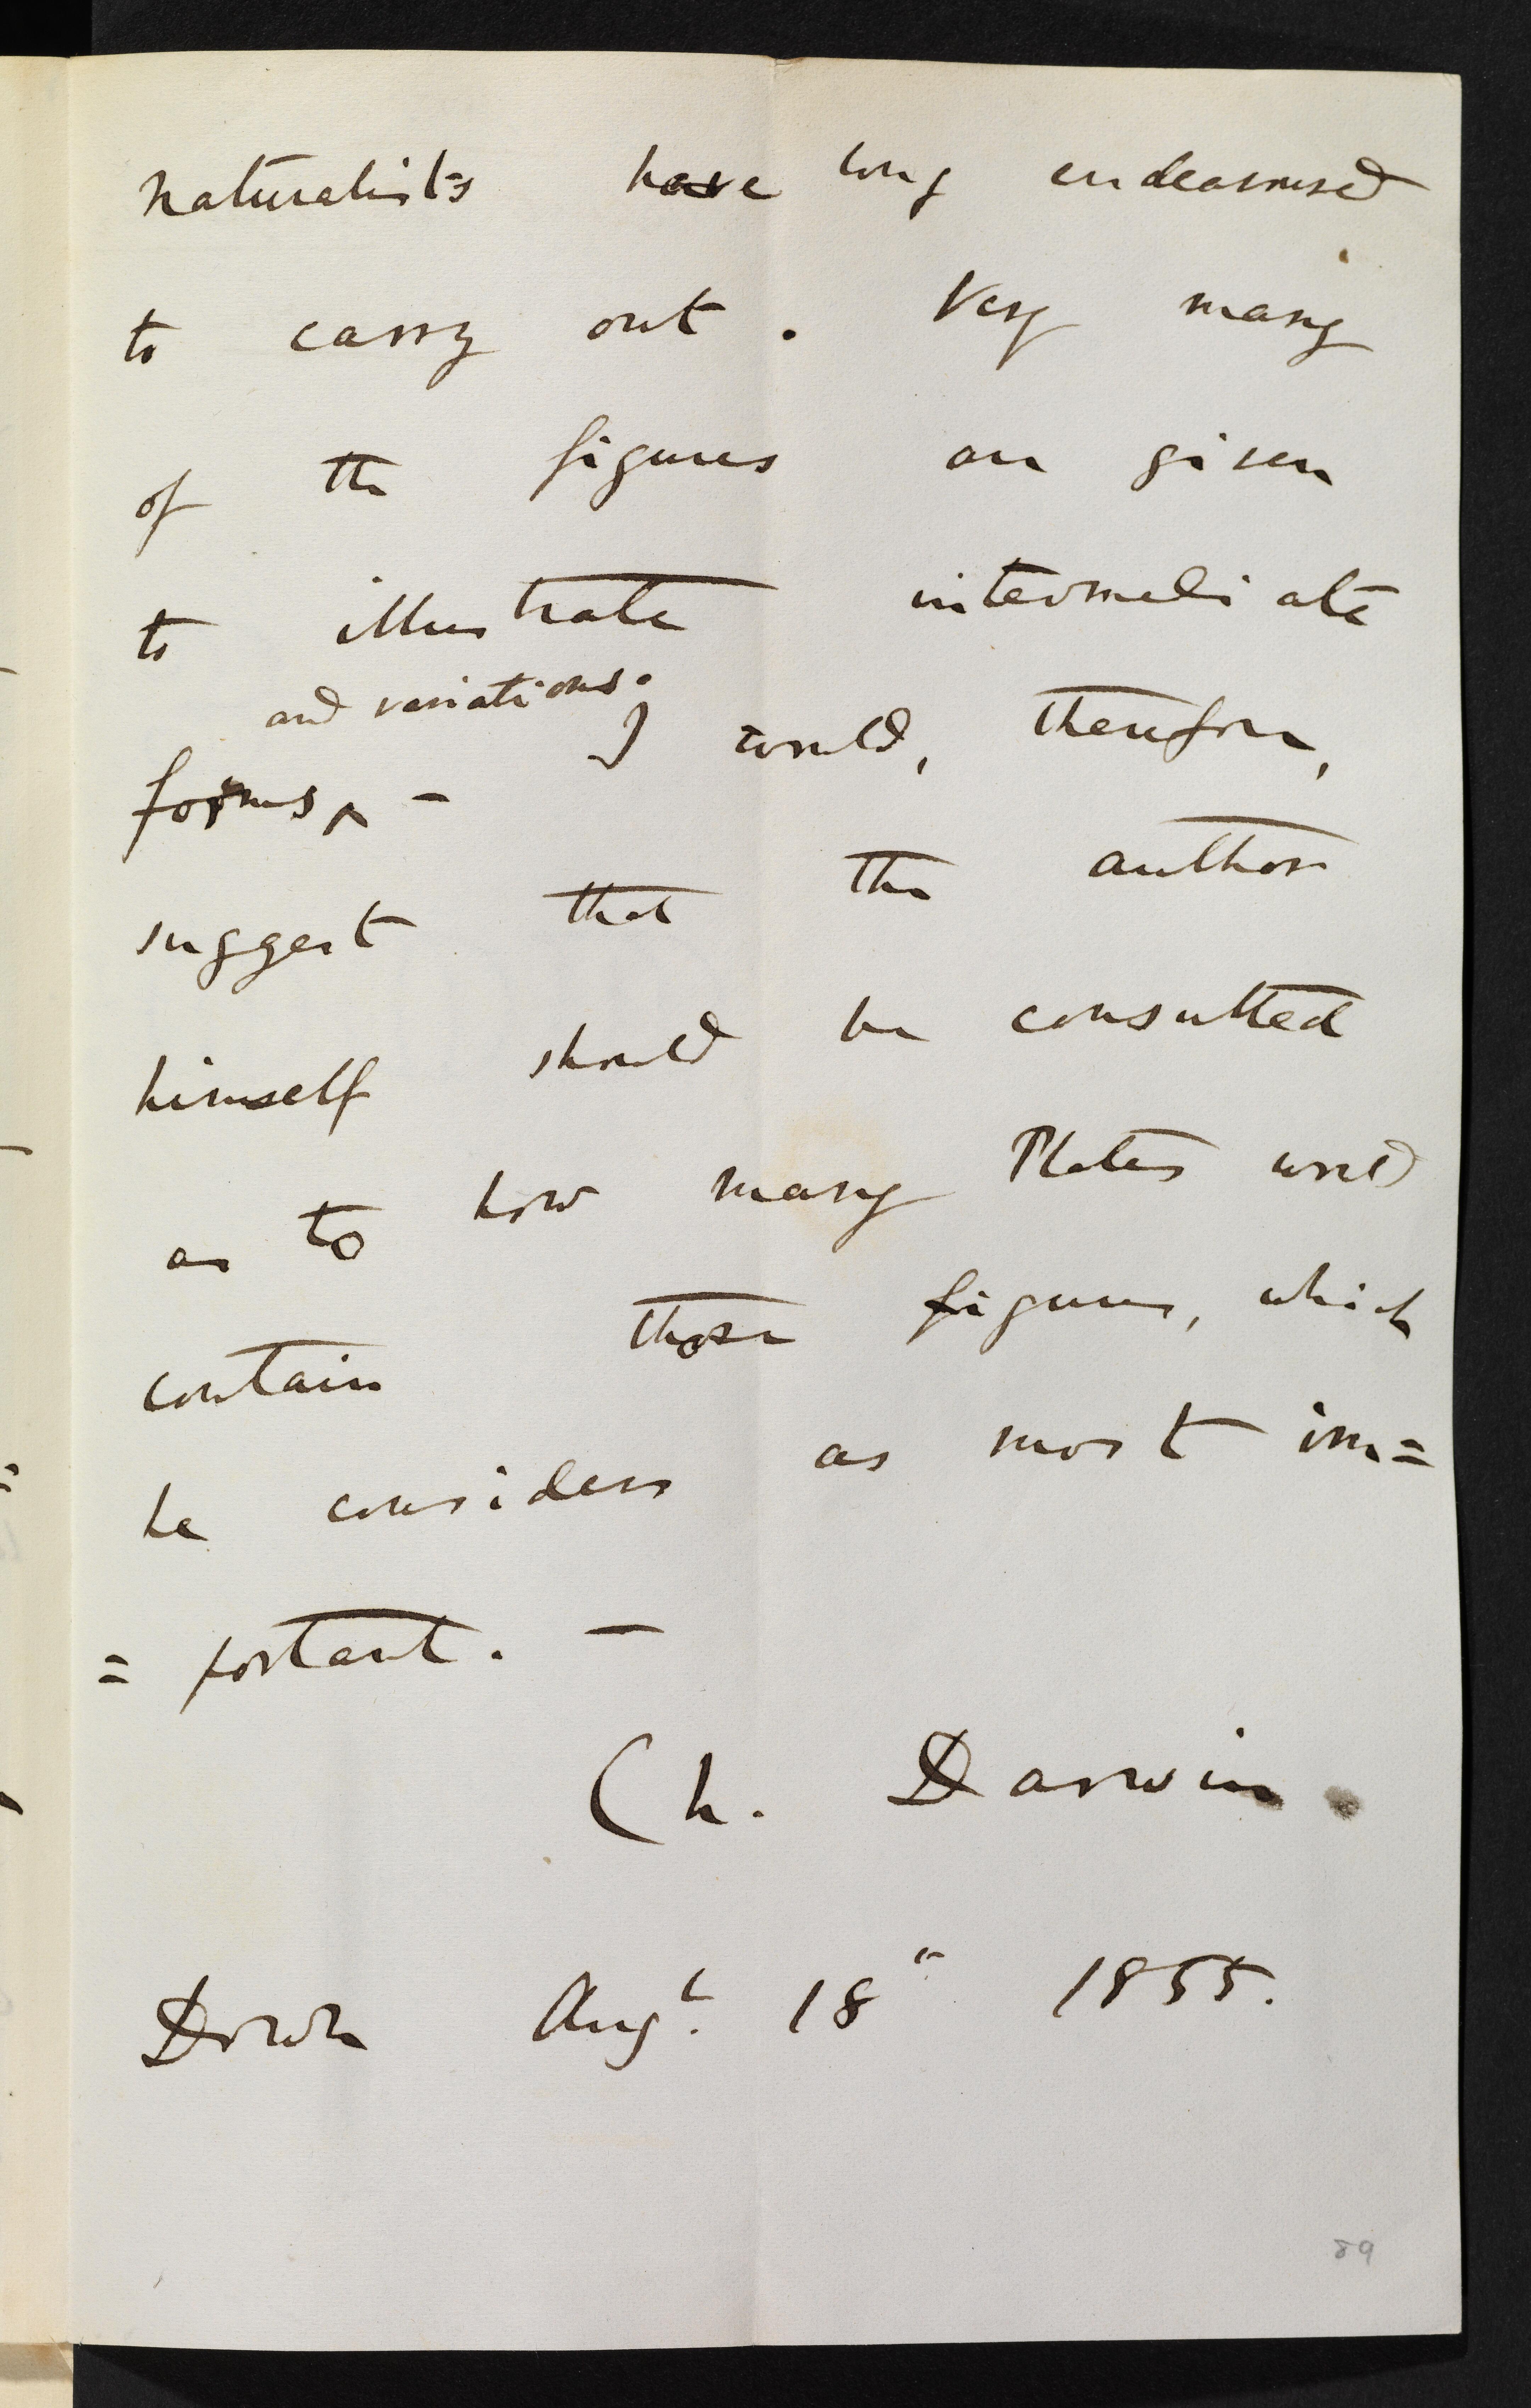 naturalists have long endeavoured
to carry out. Very many
of the figures are given
to illustrate intermediate
and variations.
forms^ - I would, therefore,
suggest that the author
himself should be consulted
as to how many Plates would
contain those figures, which
he considers as most im=
=portant. —
Ch. Darwin
Down Augt. 18th 1855.
89